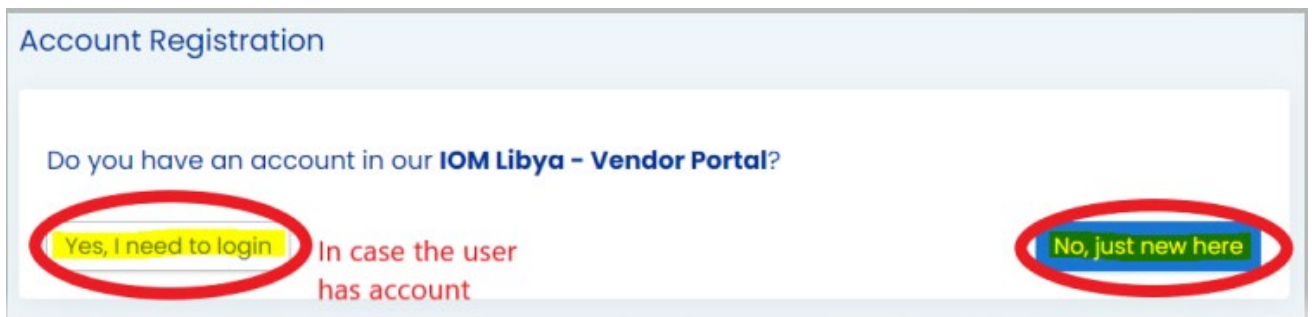 Account Registration
Do you have an account in our IOM Libya - Vendor Portal?
Yes, I need to login
In case the user
has account
No, just new here